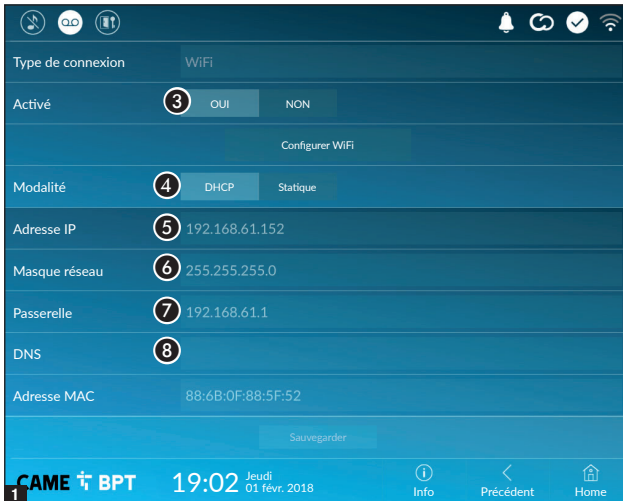 Type de connexion WiFi
Activé 3 OUI NON
Configurer WiFi
Modalité 4 DHCP Statique
Adresse IP 5 192.168.61.152
Masque réseau 6 255.255.255.0
Passerelle 7 192.168.61.1
DNS 8
Adresse MAC 88:6B:0F:88:5F:52
Sauvegarder
CAME BPT 19:02 Jeudi
01 févr. 2018
Info Précédent Home
1